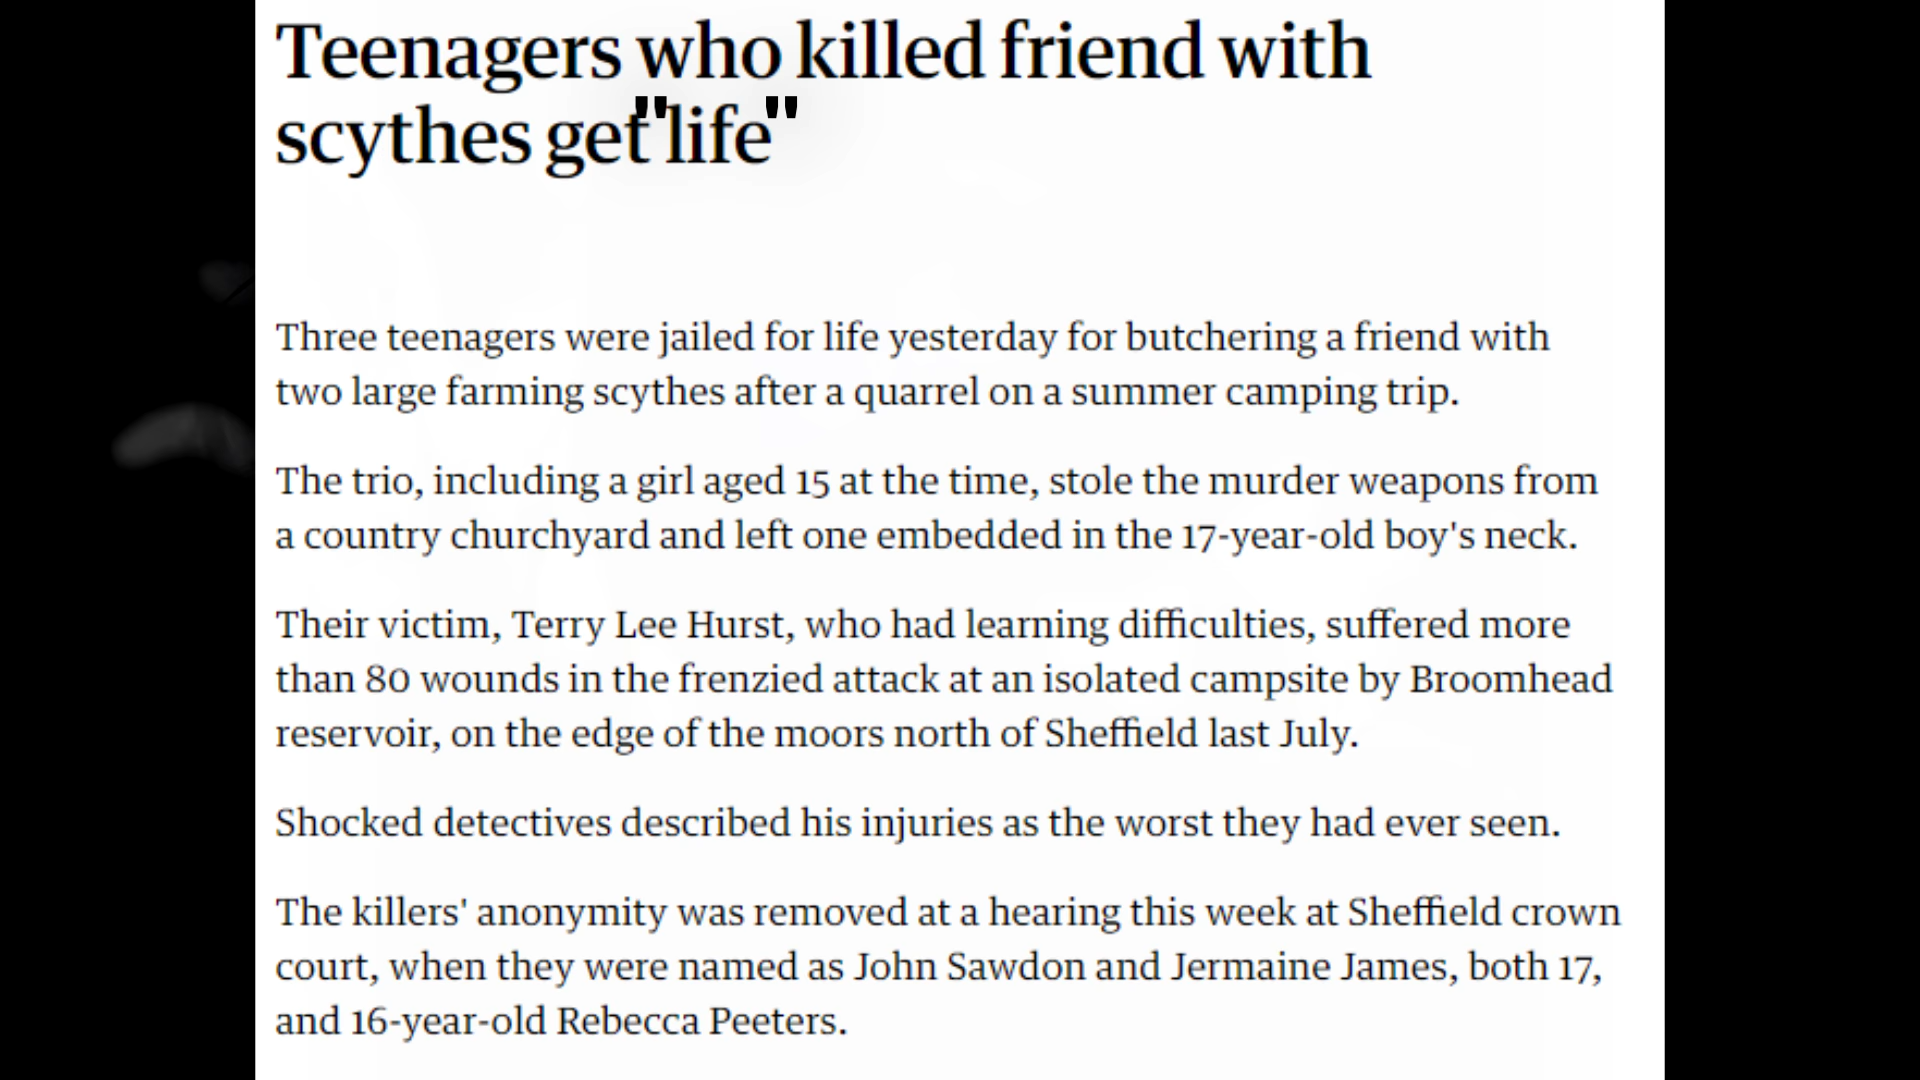 Teenagers who killed friend with
scythes get "life"
Three teenagers were jailed for life yesterday for butchering a friend with
two large farming scythes after a quarrel on a summer camping trip.
The trio, including a girl aged 15 at the time, stole the murder weapons from
a country churchyard and left one embedded in the 17-year-old boy's neck.
Their victim, Terry Lee Hurst, who had learning difficulties, suffered more
than 80 wounds in the frenzied attack at an isolated campsite by Broomhead
reservoir, on the edge of the moors north of Sheffield last July.
Shocked detectives described his injuries as the worst they had ever seen.
The killers' anonymity was removed at a hearing this week at Sheffield crown
court, when they were named as John Sawdon and Jermaine James, both 17,
and 16-year-old Rebecca Peeters.